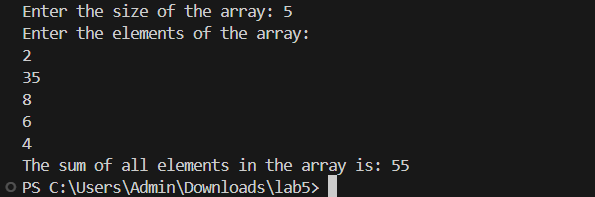 Enter the size of the array: 5
Enter the elements of the array:
2
35
8
6
4
The sum of all elements in the array is: 55
PS C:\Users\Admin\Downloads\lab5>